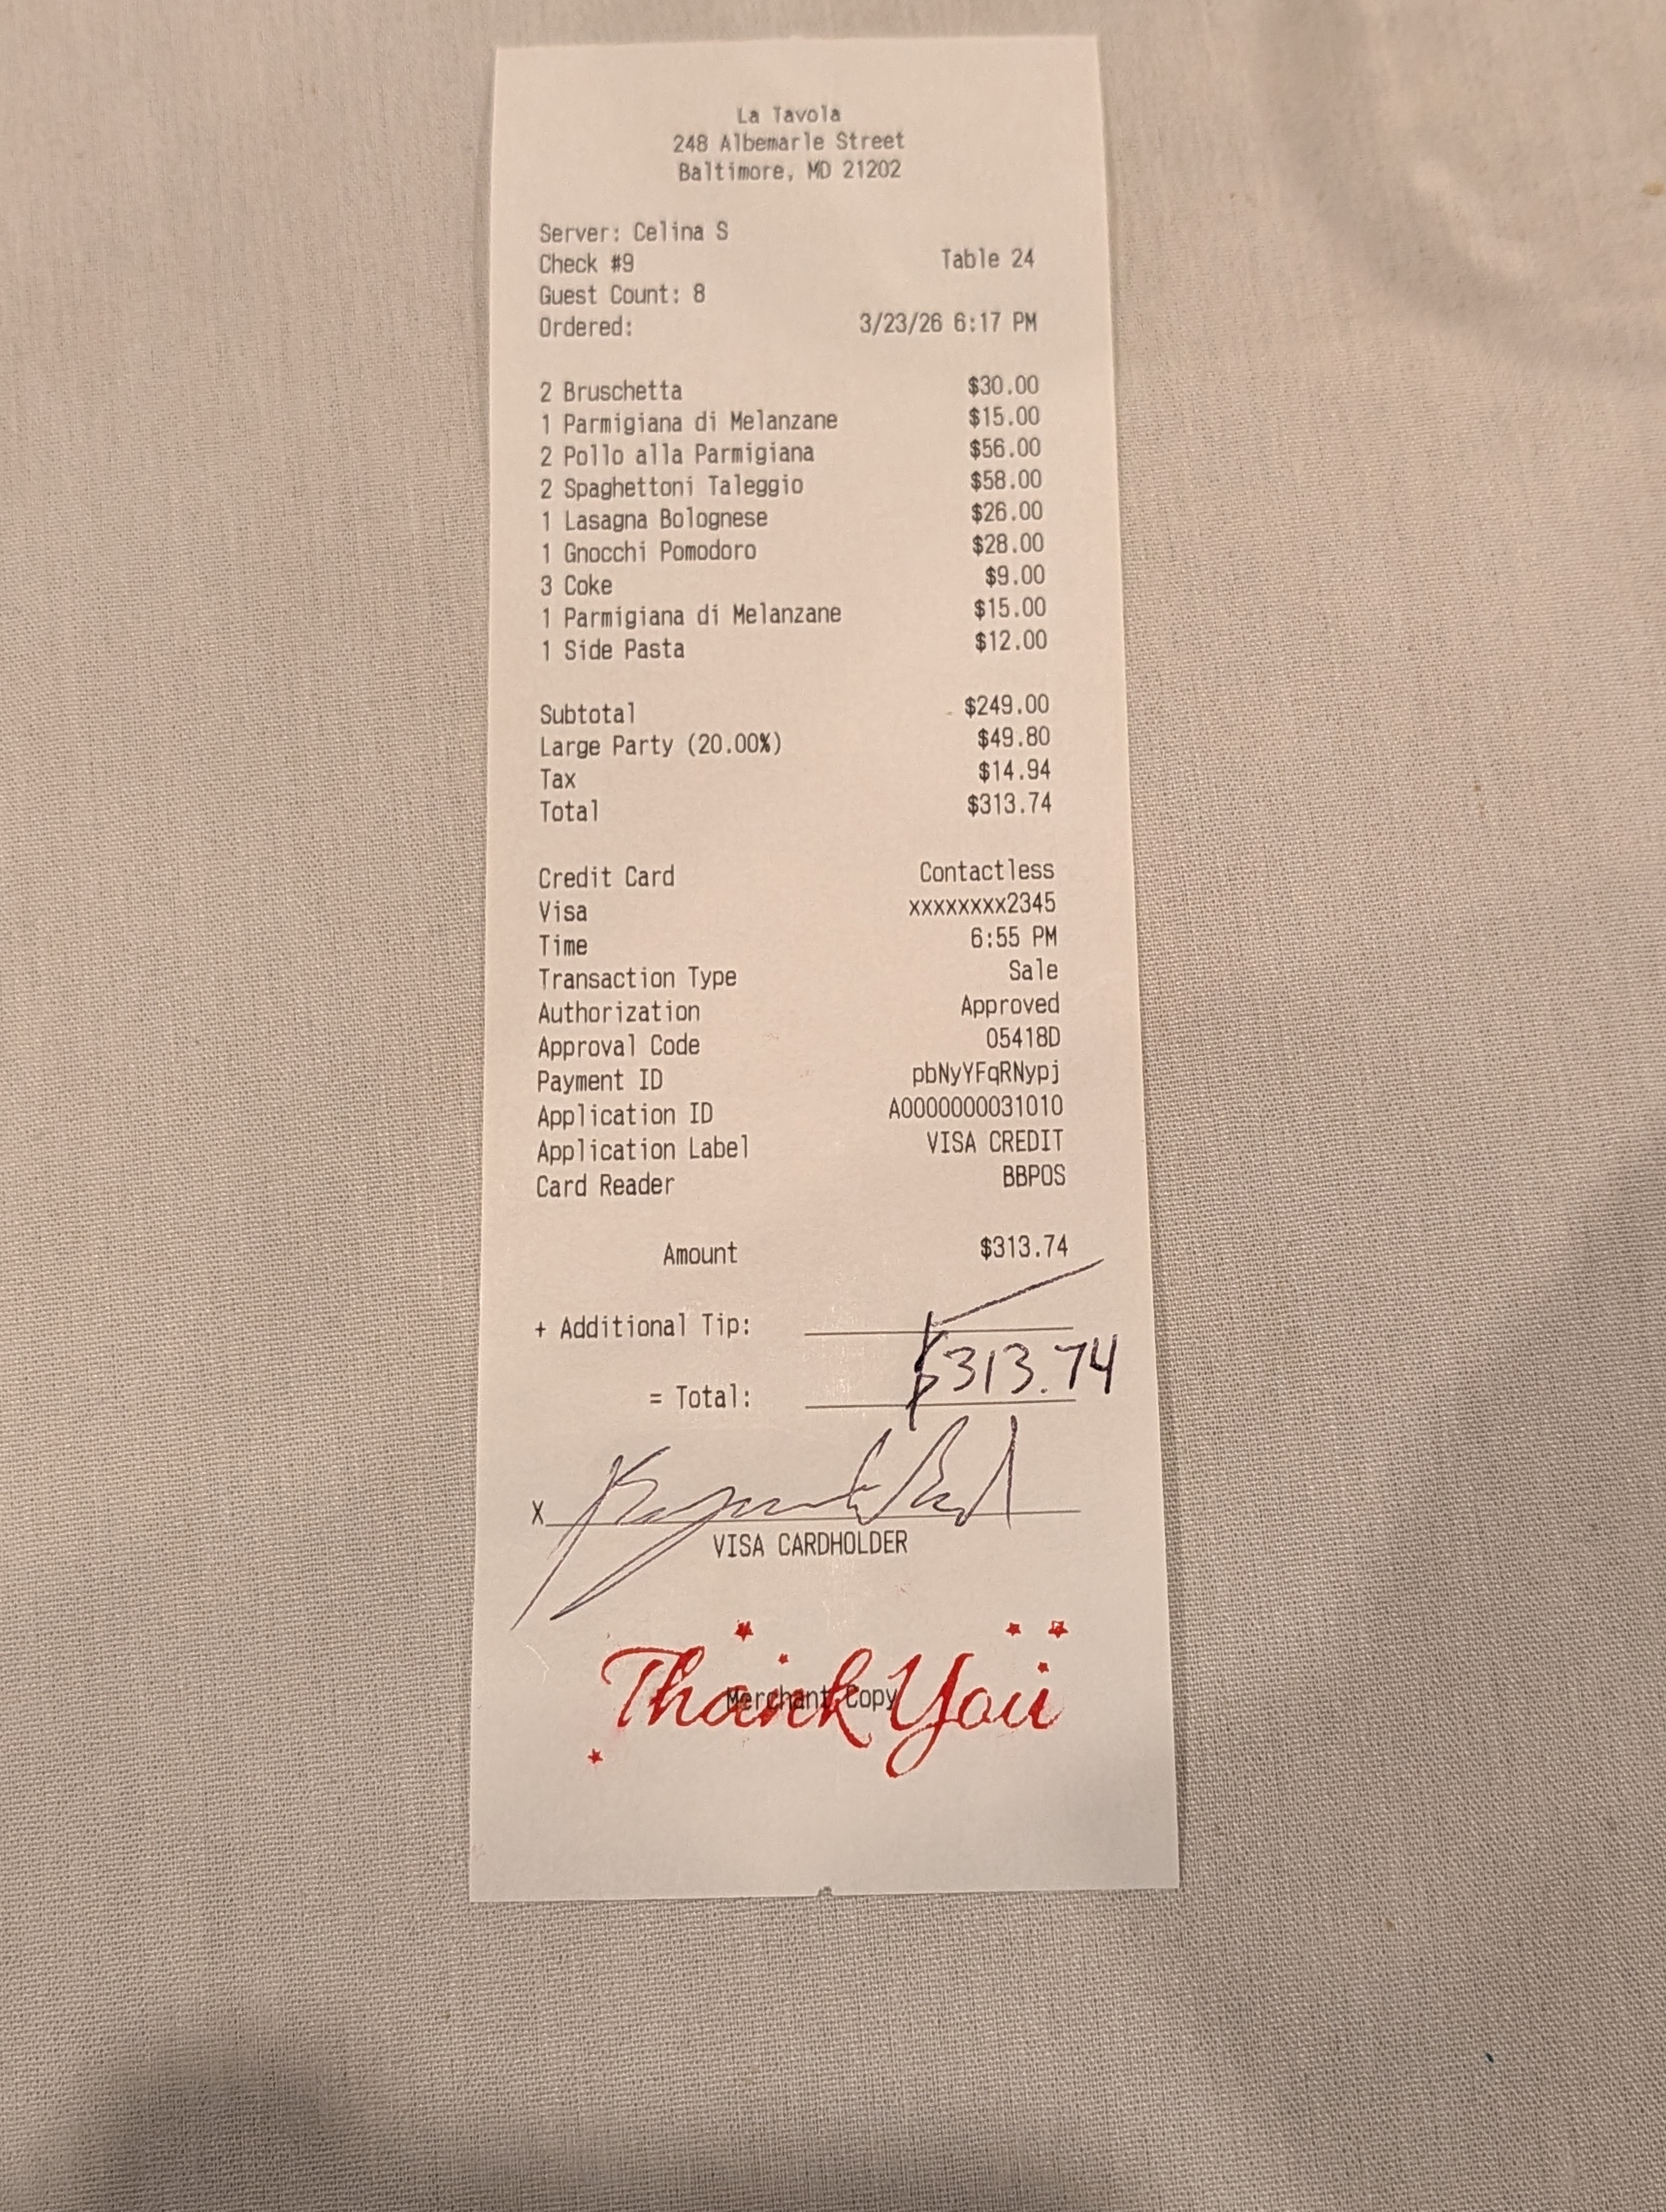 La Tavola
248 Albemarle Street
Baltimore, MD 21202
Server: Celina S
Check #9 Table 24
Guest Count: 8
Ordered: 3/23/26 6:17 PM
2 Bruschetta $30.00
1 Parmigiana di Melanzane $15.00
2 Pollo alla Parmigiana $56.00
2 Spaghettoni Taleggio $58.00
1 Lasagna Bolognese $26.00
1 Gnocchi Pomodoro $28.00
3 Coke $9.00
1 Parmigiana di Melanzane $15.00
1 Side Pasta $12.00
Subtotal $249.00
Large Party (20.00%) $49.80
Tax $14.94
Total $313.74
Credit Card Contactless
Visa xxxxxxxx2345
Time 6:55 PM
Transaction Type Sale
Authorization Approved
Approval Code 05418D
Payment ID pbNyYFqRNypj
Application ID A0000000031010
Application Label VISA CREDIT
Card Reader BBPOS
Amount $313.74
+ Additional Tip:
= Total: $313.74
X
VISA CARDHOLDER
Thank You
Merchant Copy